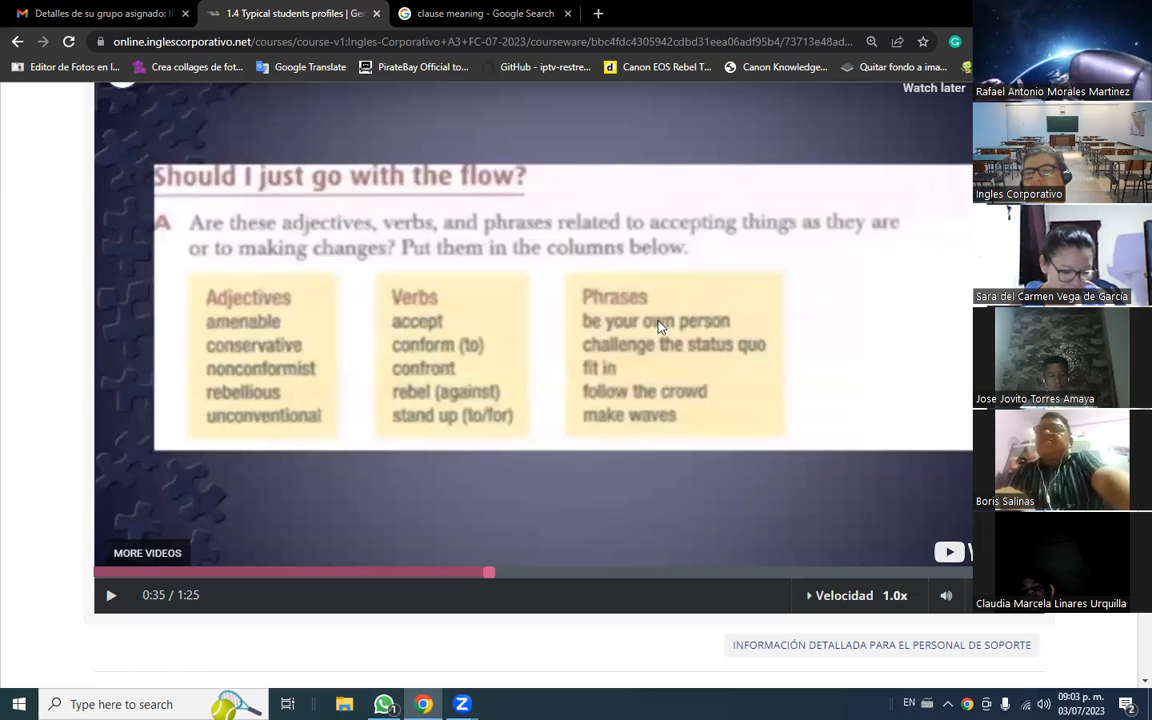 Detalles de su grupo asignado: I
1.4 Typical students profiles | Ge
clause meaning - Google Search
online.inglescorporativo.net/courses/course-v1:Ingles-Corporativo+A3+FC-07-2023/courseware/bbc4fdc4305942cdbd31eea06adf95b4/73713e48ad...
Editor de Fotos en l...
Crea collages de fot...
Google Translate
PirateBay Official to...
GitHub - iptv-restre...
Canon EOS Rebel T...
Canon Knowledge...
Quitar fondo a ima...
Watch later
Should I just go with the flow?
A Are these adjectives, verbs, and phrases related to accepting things as they are
or to making changes? Put them in the columns below.
Adjectives
amenable
conservative
nonconformist
rebellious
unconventional
Verbs
accept
conform (to)
confront
rebel (against)
stand up (to/for)
Phrases
be your own person
challenge the status quo
fit in
follow the crowd
make waves
MORE VIDEOS
0:35 / 1:25
Velocidad 1.0x
INFORMACIÓN DETALLADA PARA EL PERSONAL DE SOPORTE
Rafael Antonio Morales Martinez
Ingles Corporativo
Sara del Carmen Vega de García
Jose Jovito Torres Amaya
Boris Salinas
Claudia Marcela Linares Urquilla
Type here to search
1
EN
09:03 p. m.
03/07/2023
2